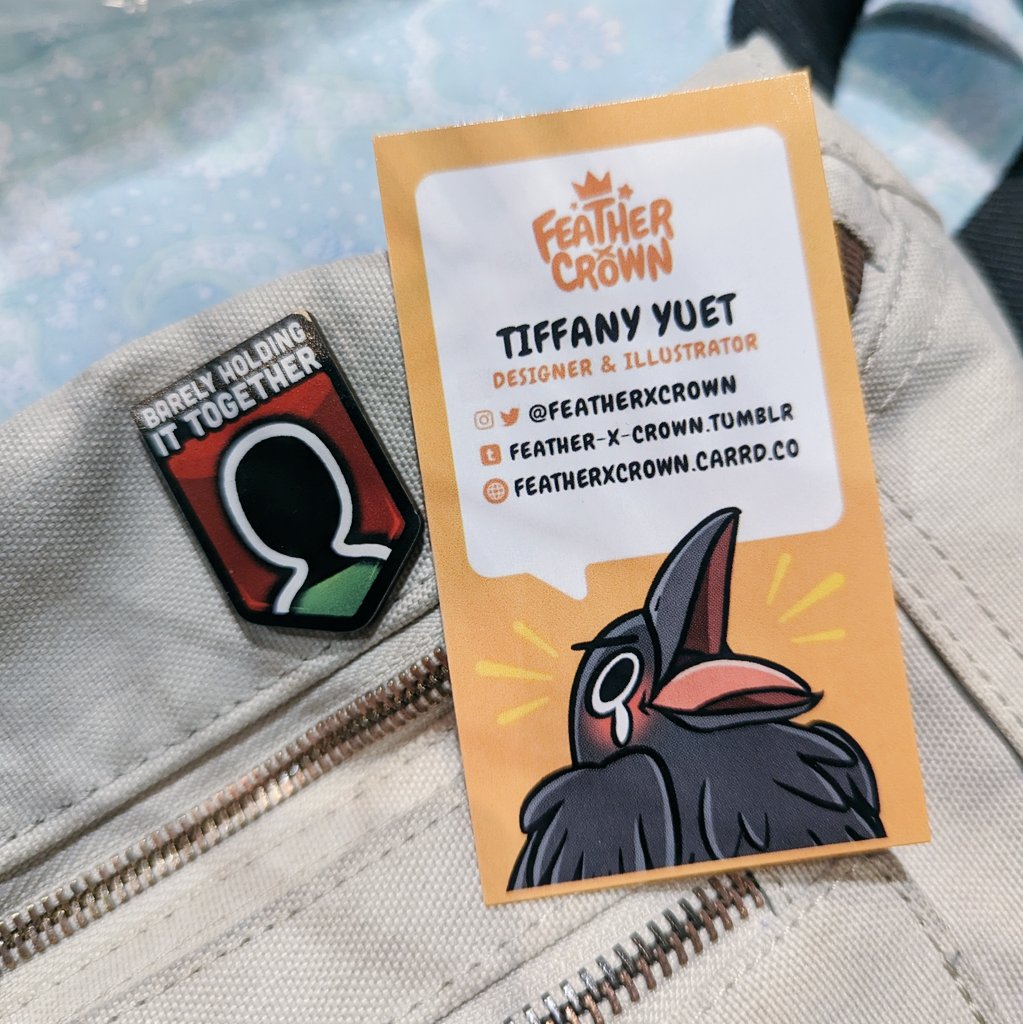 BARELY HOLDING
IT TOGETHER
FEATHER
X
CROWN
TIFFANY YUET
DESIGNER & ILLUSTRATOR
@FEATHERXCROWN
FEATHER-X-CROWN.TUMBLR
FEATHERXCROWN.CARRD.CO